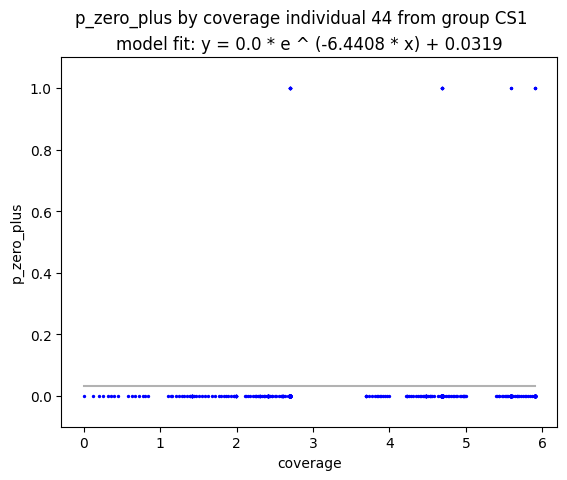 p_zero_plus by coverage individual 44 from group CS1
model fit: y = 0.0 * e ^ (-6.4408 * x) + 0.0319
1.0
0.8
0.6
0.4
0.2
0.0
p_zero_plus
0 1 2 3 4 5 6
coverage